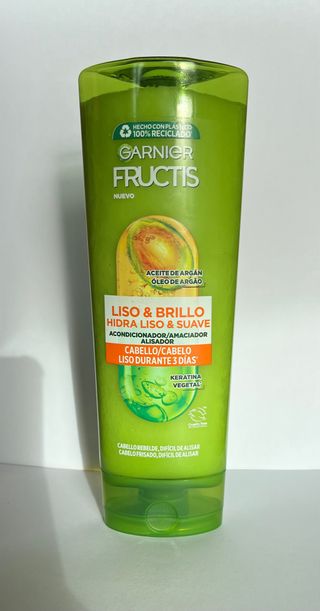 HECHO CON PLÁSTICO
100% RECICLADO
GARNIER
FRUCTIS
NUEVO
ACEITE DE ARGÁN
ÓLEO DE ARGÃO
LISO & BRILLO
HIDRA LISO & SUAVE
ACONDICIONADOR/AMACIADOR
ALISADOR
CABELLO/CABELO
LISO DURANTE 3 DÍAS*
KERATINA
VEGETAL*
CABELLO REBELDE, DIFÍCIL DE ALISAR
CABELO FRISADO, DIFÍCIL DE ALISAR